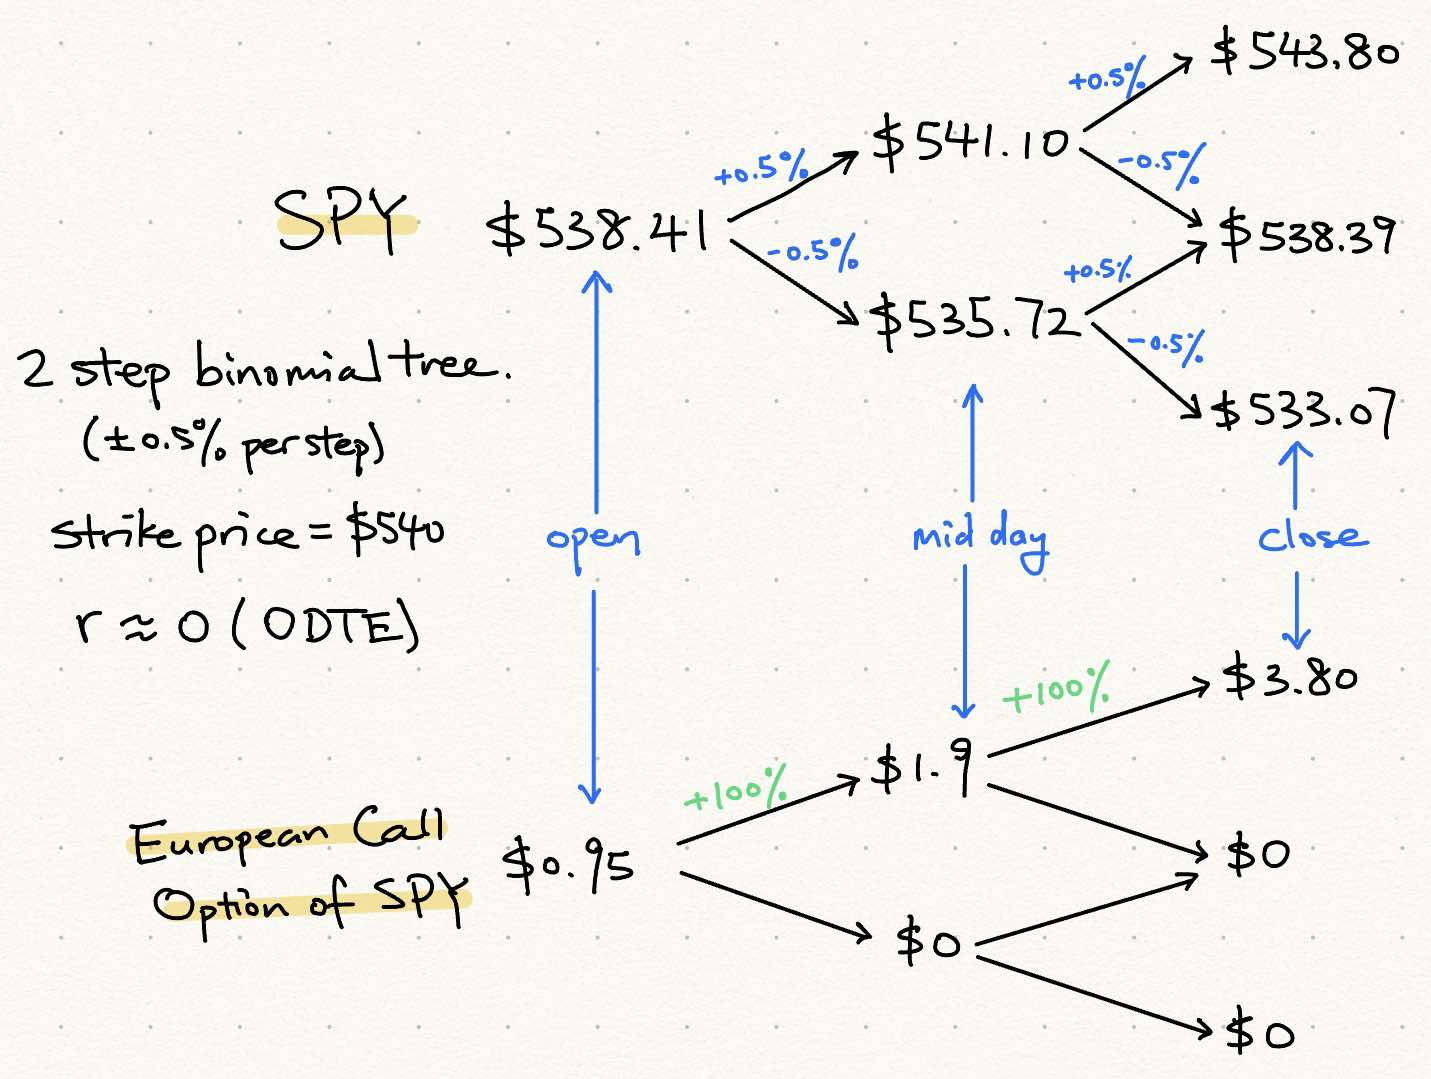 $543.80
+0.5%
$541.10
+0.5%
-0.5%
SPY
$538.41
$538.39
-0.5%
+0.5%
$535.72
-0.5%
2 step binomial tree.
$533.07
(±0.5% per step)
strike price = $540
open
mid day
close
r ≈ 0 (0DTE)
$3.80
+100%
$1.9
+100%
European Call
Option of SPY
$0.95
$0
$0
$0